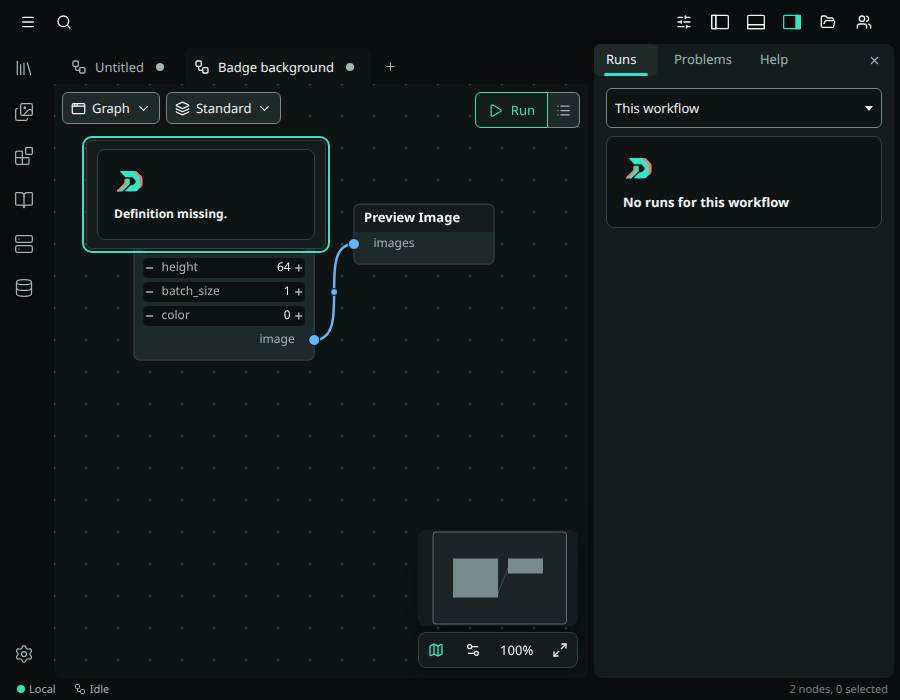 Untitled
Badge background
Runs
Problems
Help
Graph
Standard
Run
This workflow
Definition missing.
No runs for this workflow
Preview Image
images
height
64
batch_size
1
color
0
image
100%
Local
Idle
2 nodes, 0 selected